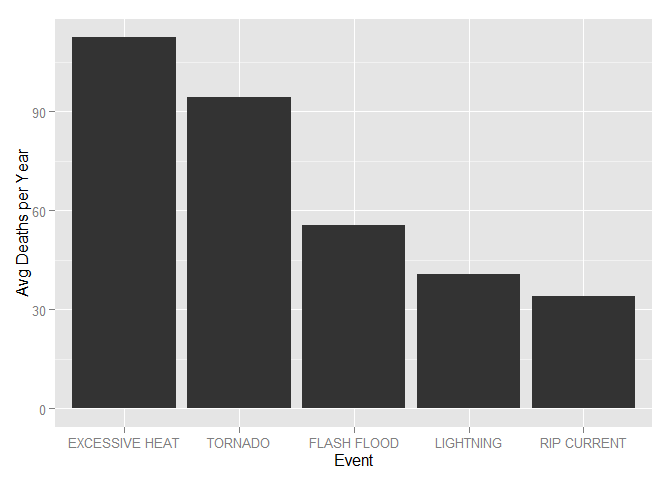 Avg Deaths per Year
90
60
30
0
EXCESSIVE HEAT TORNADO FLASH FLOOD LIGHTNING RIP CURRENT
Event